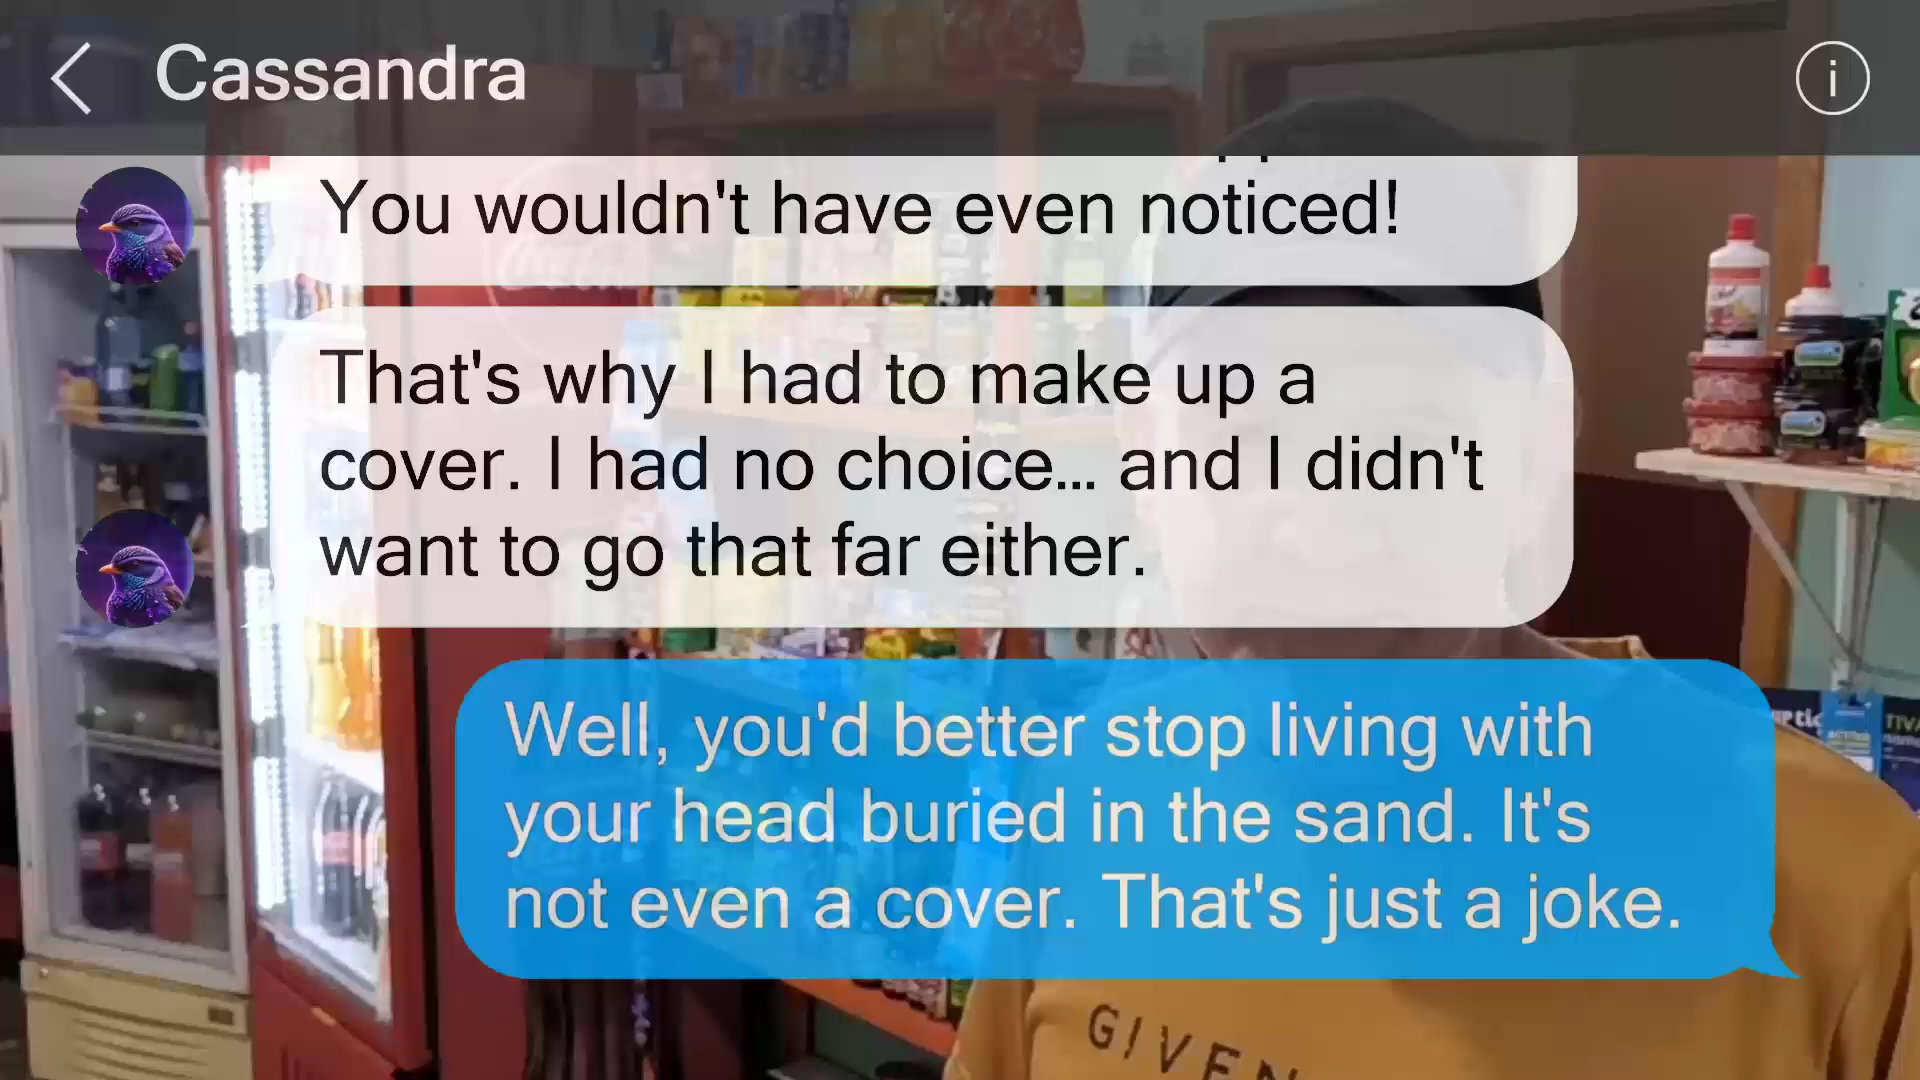 Cassandra
i
You wouldn't have even noticed!
That's why I had to make up a
cover. I had no choice... and I didn't
want to go that far either.
Well, you'd better stop living with
your head buried in the sand. It's
not even a cover. That's just a joke.
GIVEN